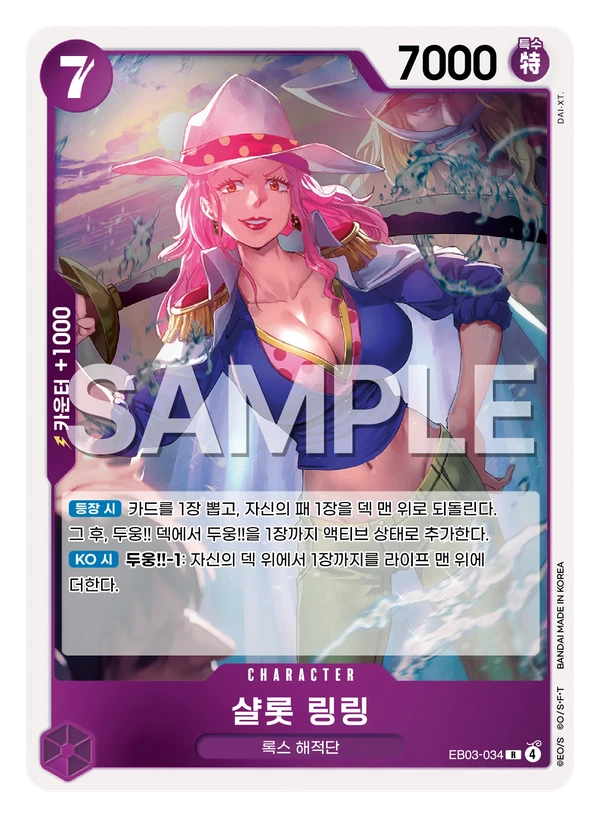 7
7000
특수
特
DAI-XT.
카운터 +1000
SAMPLE
등장 시 카드를 1장 뽑고, 자신의 패 1장을 덱 맨 위로 되돌린다.
그 후, 두웅!! 덱에서 두웅!!을 1장까지 액티브 상태로 추가한다.
KO 시 두웅!!-1: 자신의 덱 위에서 1장까지를 라이프 맨 위에
더한다.
CHARACTER
샬롯 링링
록스 해적단
EB03-034 R 4
©EO/S ©O/S·F·T BANDAI MADE IN KOREA